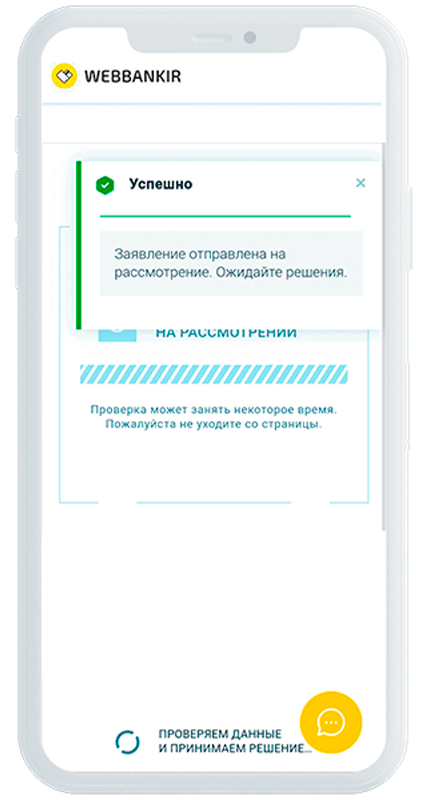 WEBBANKIR
Успешно
Заявление отправлена на
рассмотрение. Ожидайте решения.
НА РАССМОТРЕНИИ
Проверка может занять некоторое время.
Пожалуйста не уходите со страницы.
ПРОВЕРЯЕМ ДАННЫЕ
И ПРИНИМАЕМ РЕШЕНИЕ...